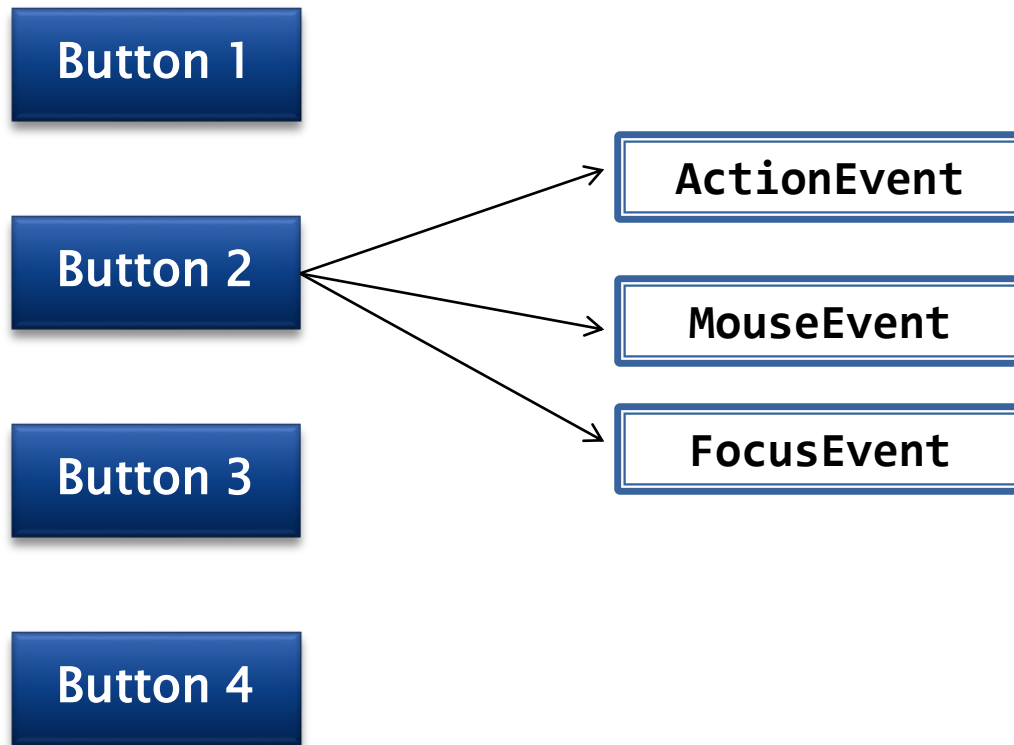 Button 1
ActionEvent
Button 2
MouseEvent
FocusEvent
Button 3
Button 4